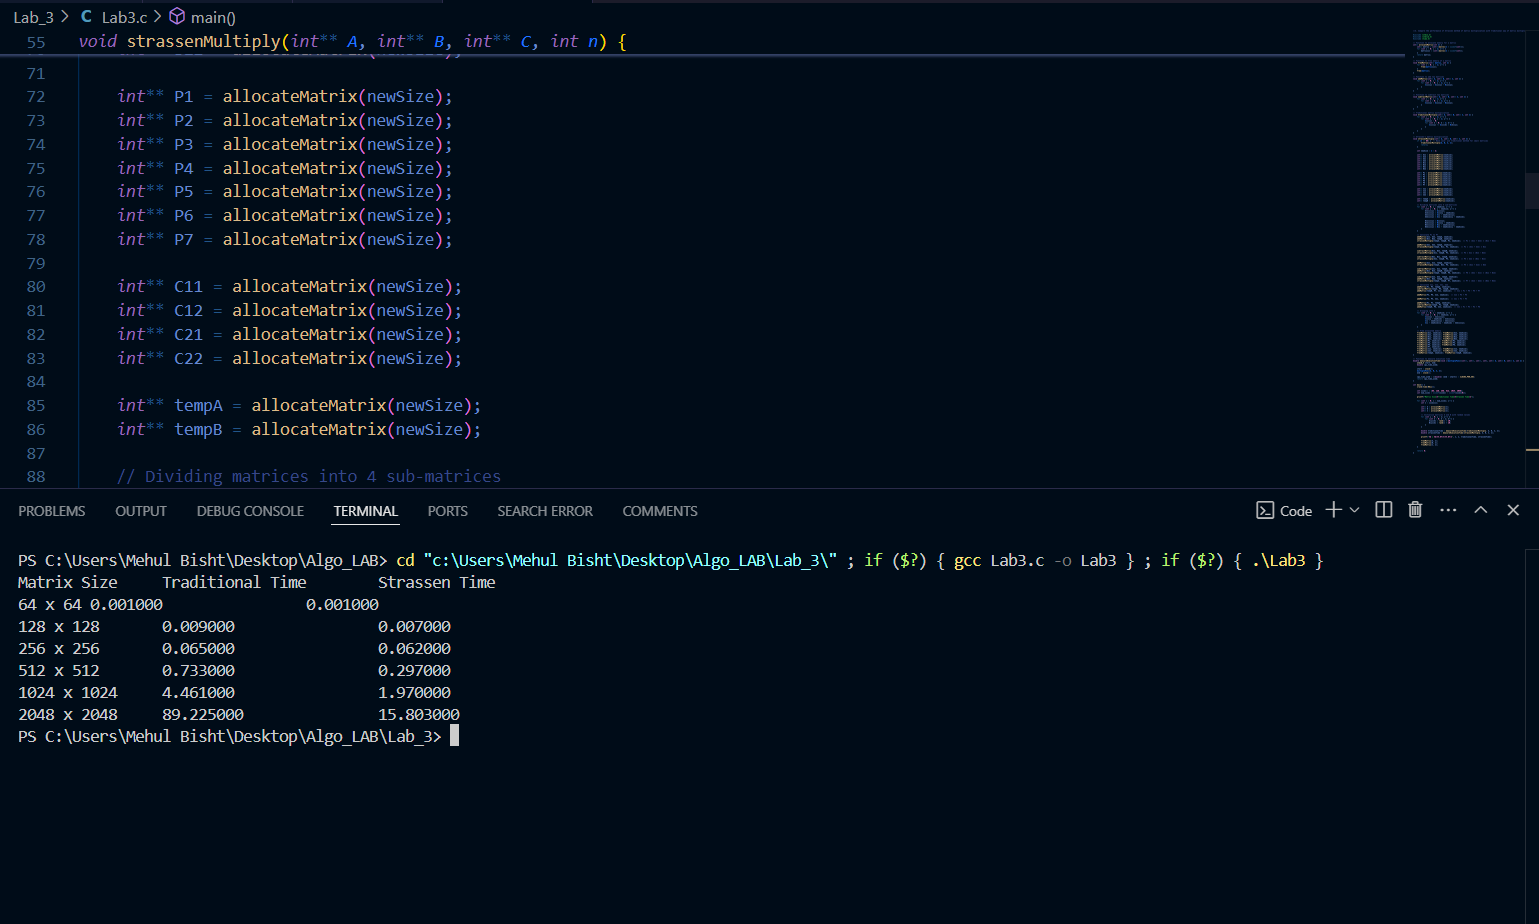 Lab_3 > C Lab3.c > main()
55 void strassenMultiply(int** A, int** B, int** C, int n) {
71
72 int** P1 = allocateMatrix(newSize);
73 int** P2 = allocateMatrix(newSize);
74 int** P3 = allocateMatrix(newSize);
75 int** P4 = allocateMatrix(newSize);
76 int** P5 = allocateMatrix(newSize);
77 int** P6 = allocateMatrix(newSize);
78 int** P7 = allocateMatrix(newSize);
79
80 int** C11 = allocateMatrix(newSize);
81 int** C12 = allocateMatrix(newSize);
82 int** C21 = allocateMatrix(newSize);
83 int** C22 = allocateMatrix(newSize);
84
85 int** tempA = allocateMatrix(newSize);
86 int** tempB = allocateMatrix(newSize);
87
88 // Dividing matrices into 4 sub-matrices
PROBLEMS OUTPUT DEBUG CONSOLE TERMINAL PORTS SEARCH ERROR COMMENTS Code
PS C:\Users\Mehul Bisht\Desktop\Algo_LAB> cd "c:\Users\Mehul Bisht\Desktop\Algo_LAB\Lab_3\" ; if ($?) { gcc Lab3.c -o Lab3 } ; if ($?) { .\Lab3 }
Matrix Size Traditional Time Strassen Time
64 x 64 0.001000 0.001000
128 x 128 0.009000 0.007000
256 x 256 0.065000 0.062000
512 x 512 0.733000 0.297000
1024 x 1024 4.461000 1.970000
2048 x 2048 89.225000 15.803000
PS C:\Users\Mehul Bisht\Desktop\Algo_LAB\Lab_3>